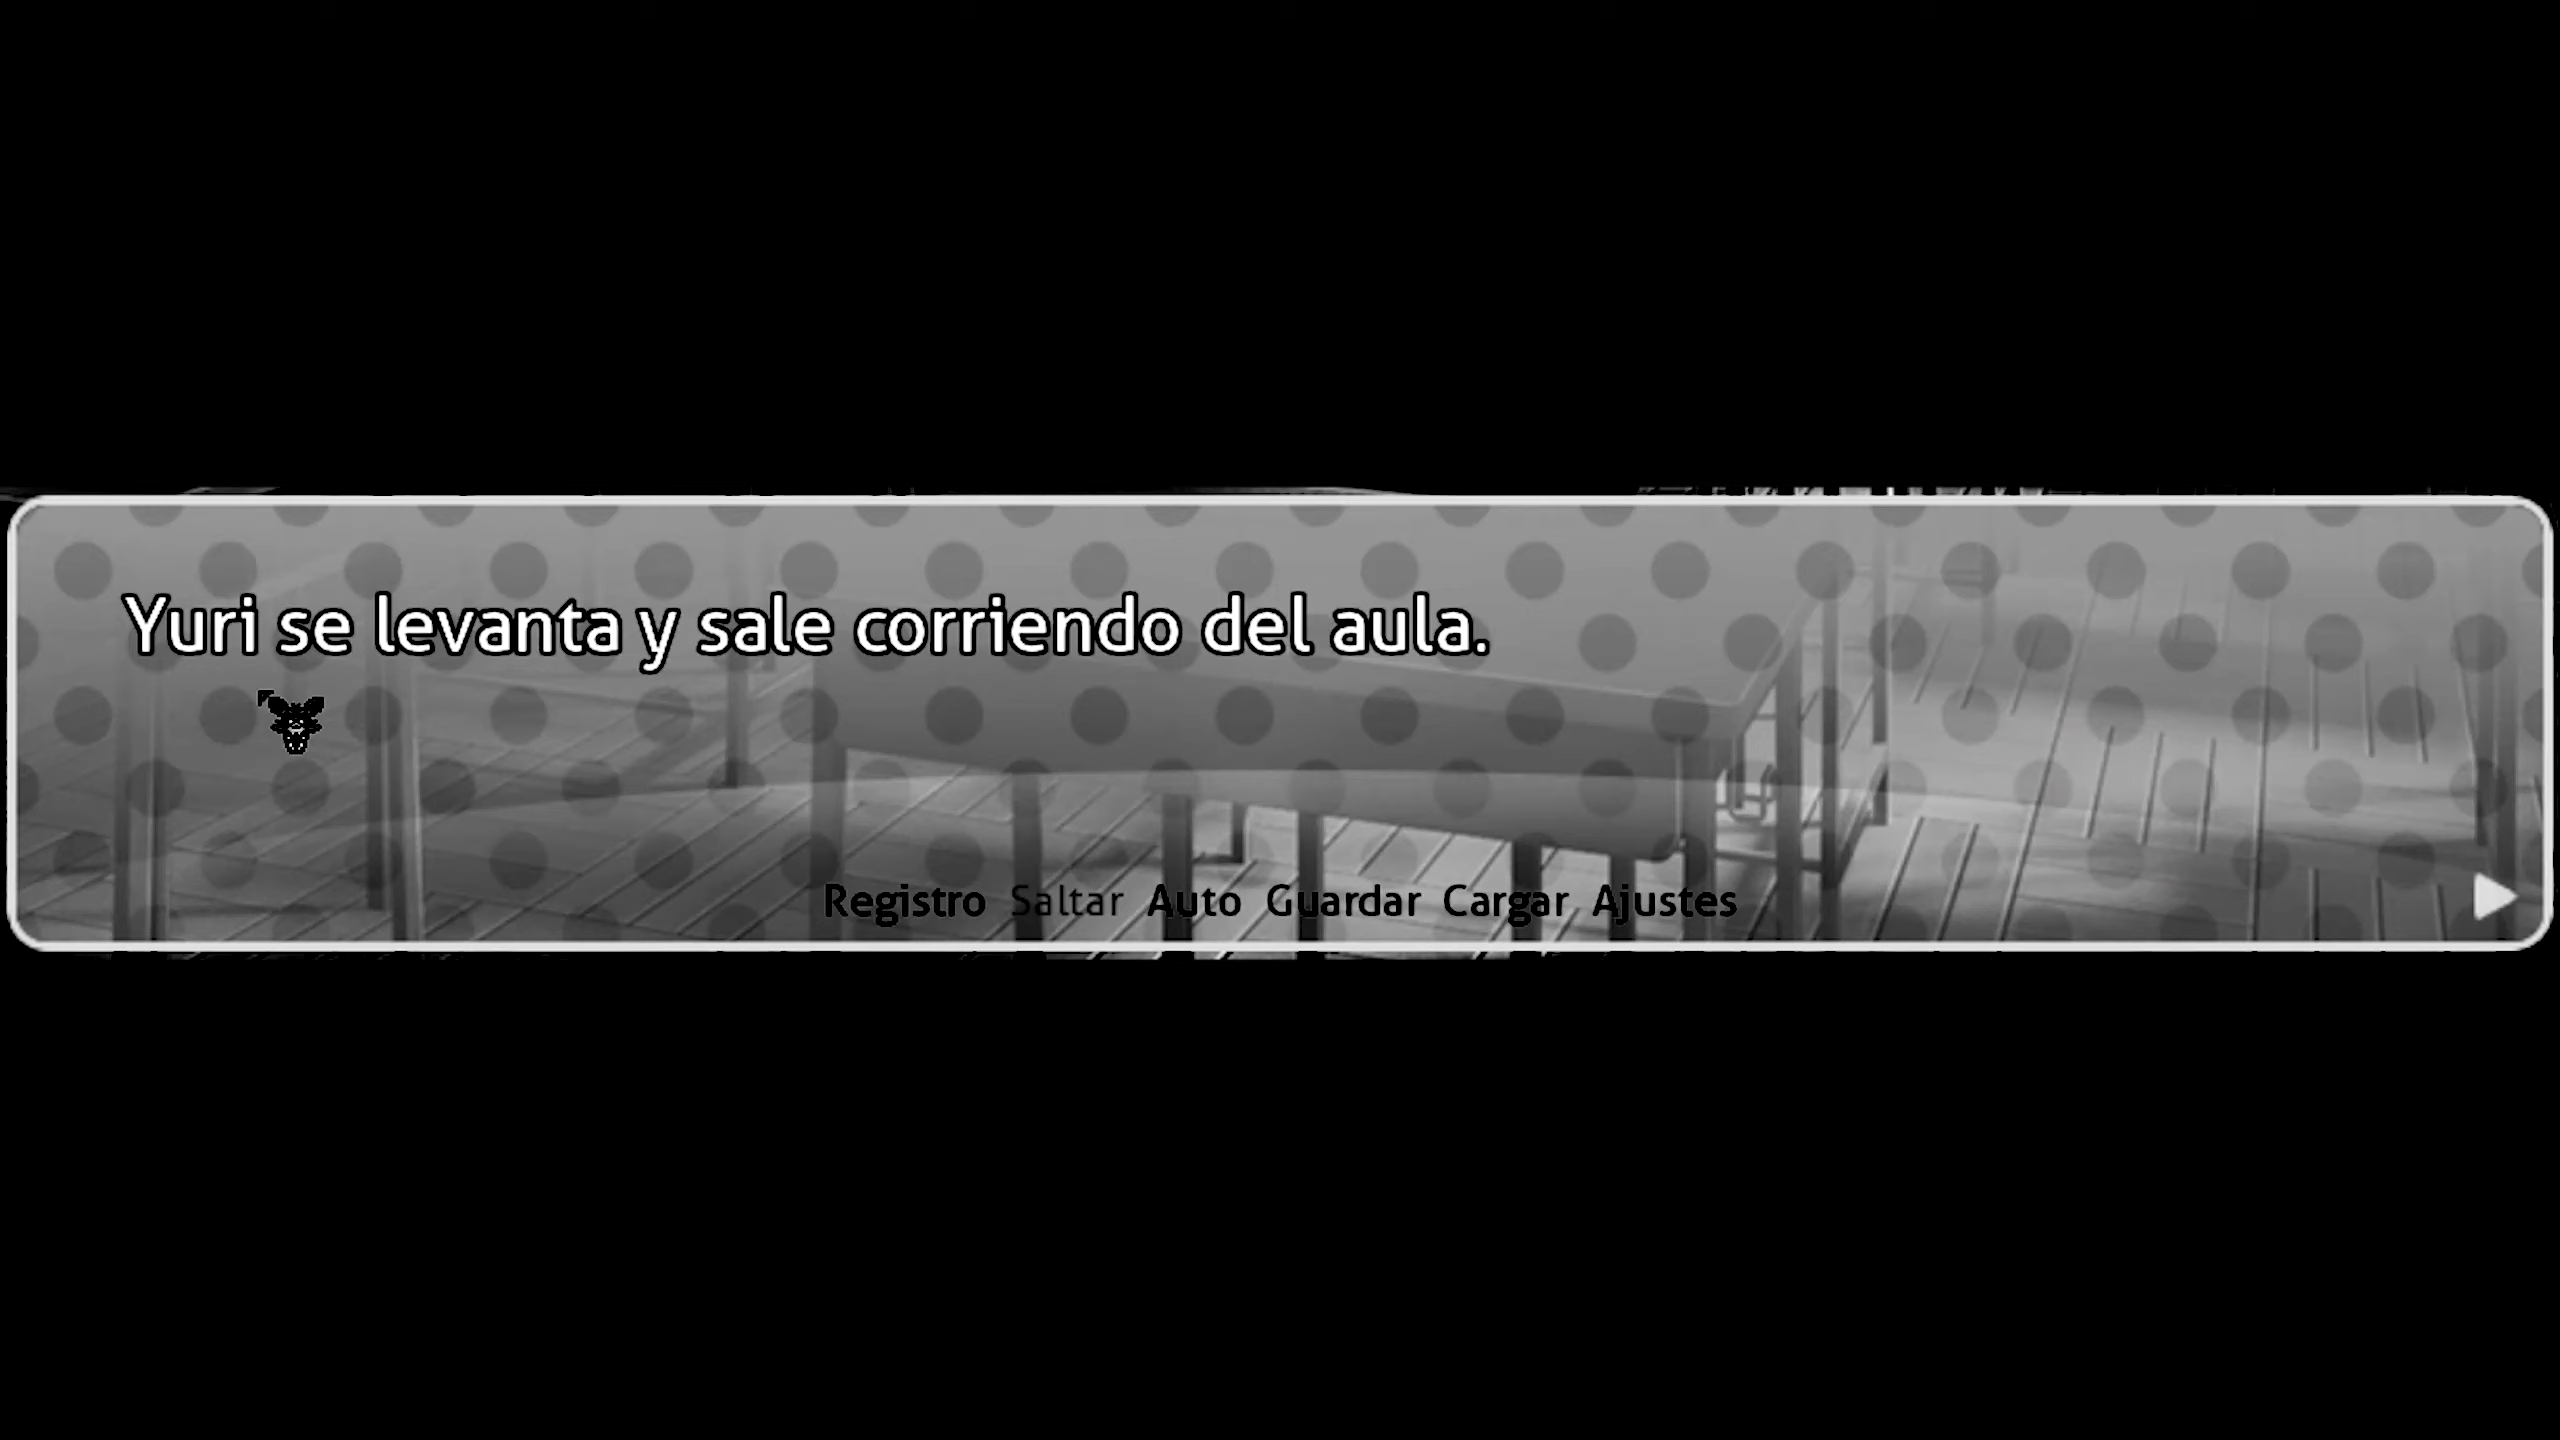 Yuri se levanta y sale corriendo del aula.
Registro Saltar Auto Guardar Cargar Ajustes